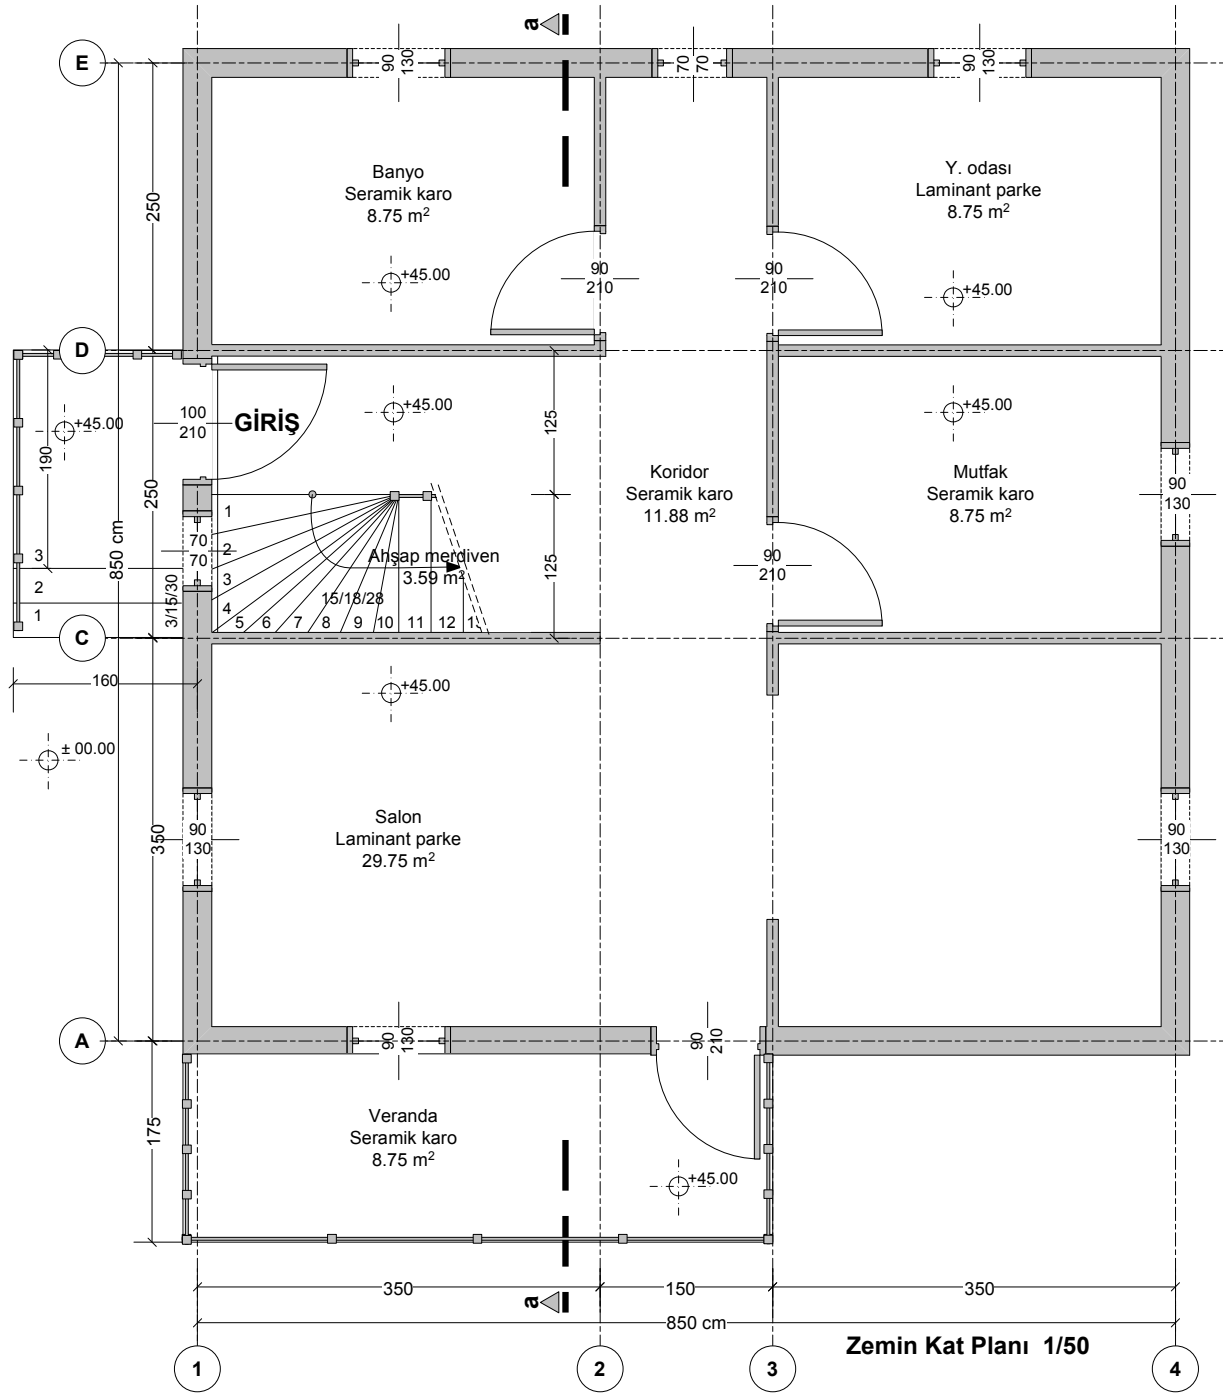 a
E
90
130
70
70
90
130
Banyo
Seramik karo
8.75 m²
Y. odası
Laminant parke
8.75 m²
250
+45.00
90
210
90
210
+45.00
D
+45.00
100
210
GİRİŞ
+45.00
125
+45.00
190
250
850 cm
Koridor
Seramik karo
11.88 m²
Mutfak
Seramik karo
8.75 m²
90
130
70
70
3/15/30
3
2
1
1
2
3
4
5
6
7
8
9
10
11
12
Ahşap merdiven
3.59 m²
15/18/28
125
90
210
C
160
+45.00
± 00.00
350
Salon
Laminant parke
29.75 m²
90
130
90
130
A
90
130
90
210
175
Veranda
Seramik karo
8.75 m²
+45.00
350
150
350
a
850 cm
Zemin Kat Planı 1/50
1
2
3
4